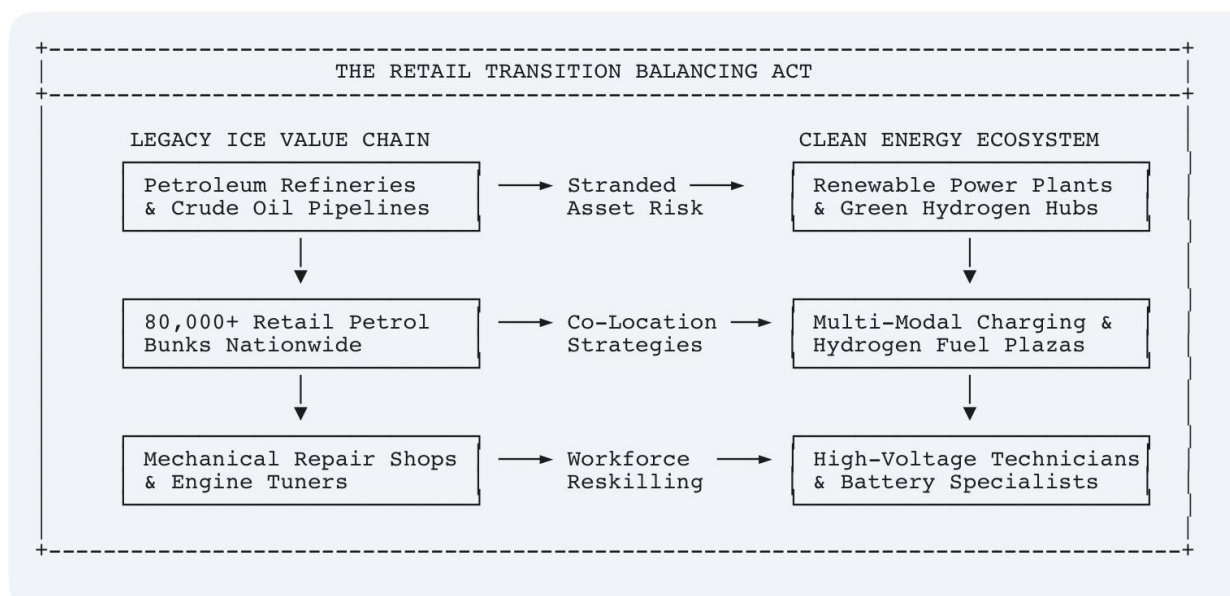 THE RETAIL TRANSITION BALANCING ACT
LEGACY ICE VALUE CHAIN
CLEAN ENERGY ECOSYSTEM
Petroleum Refineries
& Crude Oil Pipelines
Stranded
Asset Risk
Renewable Power Plants
& Green Hydrogen Hubs
80,000+ Retail Petrol
Bunks Nationwide
Co-Location
Strategies
Multi-Modal Charging &
Hydrogen Fuel Plazas
Mechanical Repair Shops
& Engine Tuners
Workforce
Reskilling
High-Voltage Technicians
& Battery Specialists